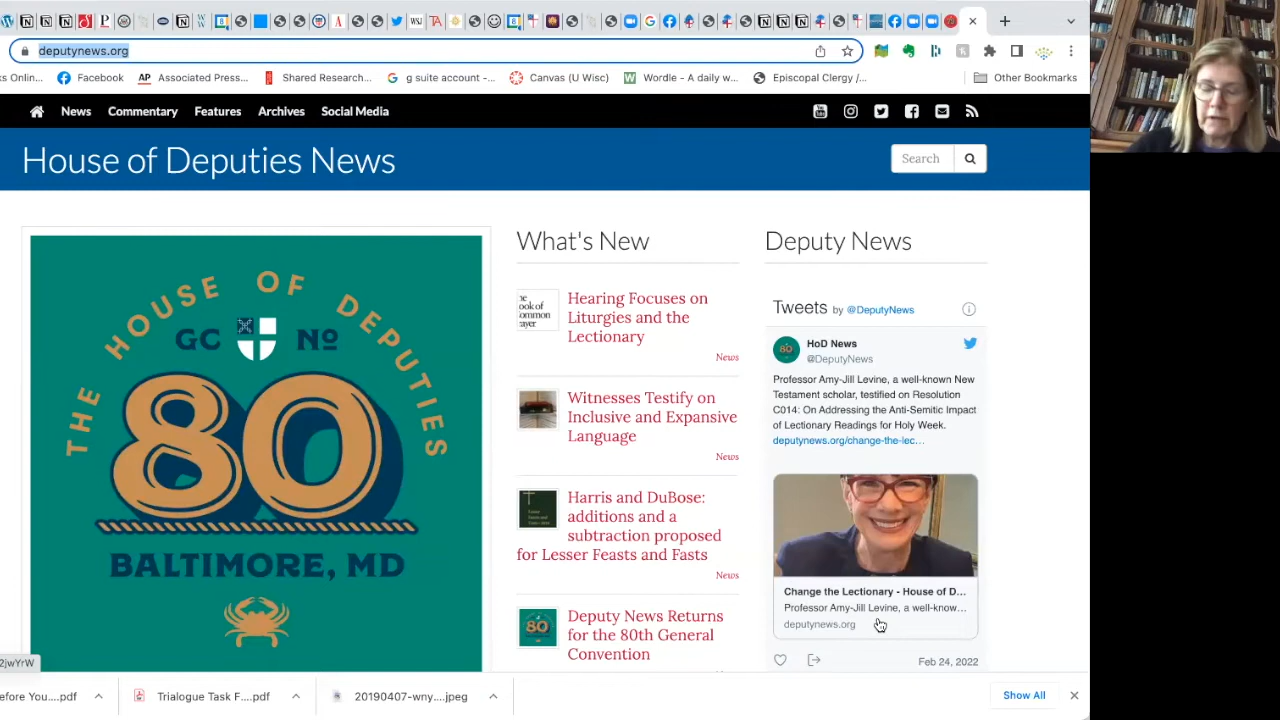 deputynews.org
ks Onlin...
Facebook
AP Associated Press...
Shared Research...
g suite account -...
Canvas (U Wisc)
W Wordle - A daily w...
Episcopal Clergy /...
Other Bookmarks
News
Commentary
Features
Archives
Social Media
House of Deputies News
Search
THE HOUSE OF DEPUTIES
GC Nº
80
BALTIMORE, MD
What's New
Hearing Focuses on
Liturgies and the
Lectionary
News
Witnesses Testify on
Inclusive and Expansive
Language
News
Harris and DuBose:
additions and a
subtraction proposed
for Lesser Feasts and Fasts
News
Deputy News Returns
for the 80th General
Convention
Deputy News
Tweets by @DeputyNews
HoD News
@DeputyNews
Professor Amy-Jill Levine, a well-known New
Testament scholar, testified on Resolution
C014: On Addressing the Anti-Semitic Impact
of Lectionary Readings for Holy Week.
deputynews.org/change-the-lec...
Change the Lectionary - House of D...
Professor Amy-Jill Levine, a well-know...
deputynews.org
Feb 24, 2022
2jwYrW
efore You....pdf
Trialogue Task F....pdf
20190407-wny....jpeg
Show All